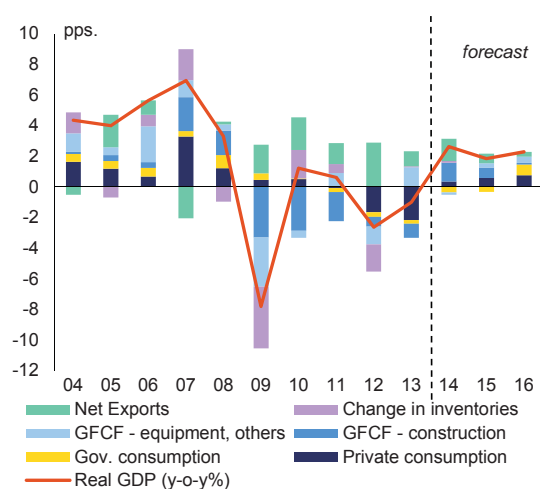 pps.
forecast
10
8
6
4
2
0
-2
-4
-6
-8
-10
-12
04 05 06 07 08 09 10 11 12 13 14 15 16
Net Exports Change in inventories
GFCF - equipment, others GFCF - construction
Gov. consumption Private consumption
Real GDP (y-o-y%)